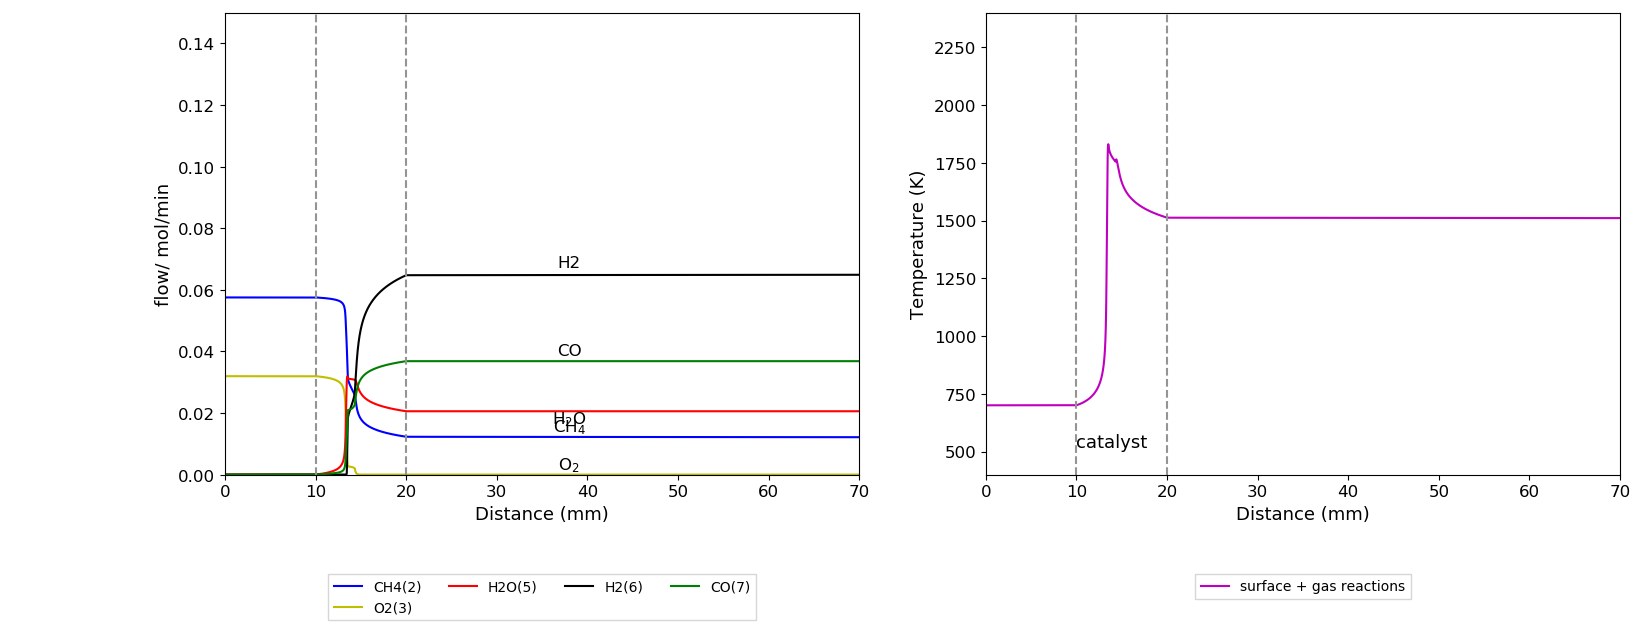 flow/ mol/min
0.14
0.12
0.10
0.08
0.06
0.04
0.02
0.00
H2
CO
H₂O
CH₄
O₂
0 10 20 30 40 50 60 70
Distance (mm)
CH4(2) H2O(5) H2(6) CO(7)
O2(3)
Temperature (K)
2250
2000
1750
1500
1250
1000
750
500
catalyst
0 10 20 30 40 50 60 70
Distance (mm)
surface + gas reactions